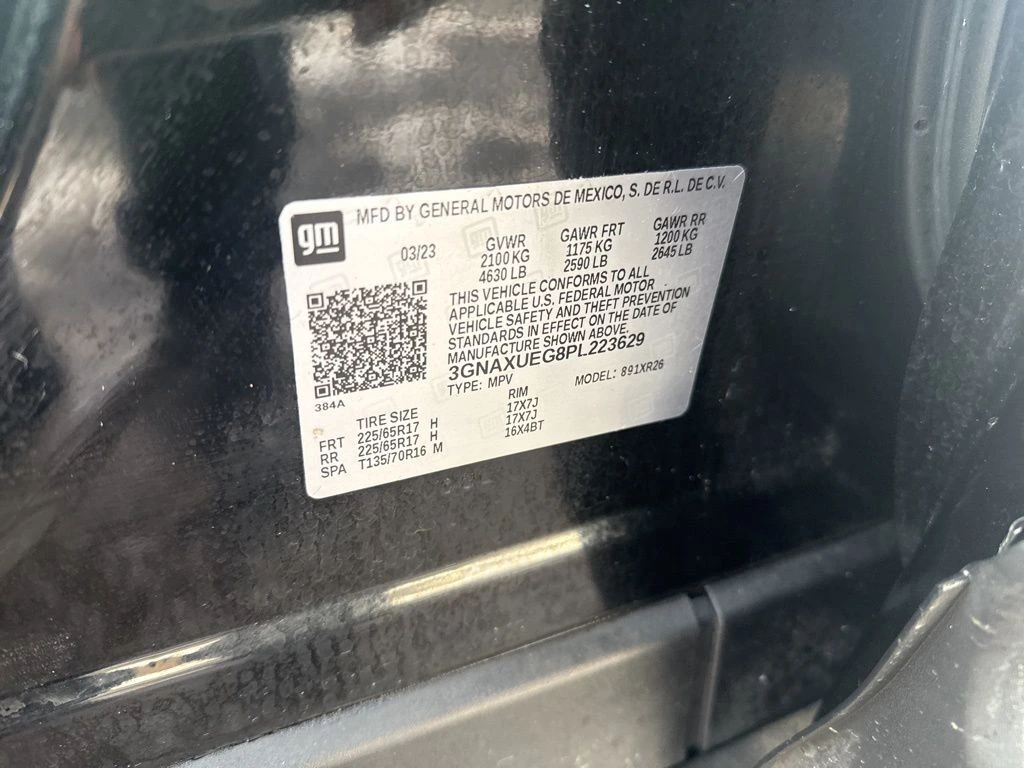 gm
MFD BY GENERAL MOTORS DE MEXICO, S. DE R.L. DE C.V.
03/23 GVWR GAWR FRT GAWR RR
2100 KG 1175 KG 1200 KG
4630 LB 2590 LB 2645 LB
THIS VEHICLE CONFORMS TO ALL
APPLICABLE U.S. FEDERAL MOTOR
VEHICLE SAFETY AND THEFT PREVENTION
STANDARDS IN EFFECT ON THE DATE OF
MANUFACTURE SHOWN ABOVE.
3GNAXUEG8PL223629
TYPE: MPV MODEL: 891XR26
384A
TIRE SIZE RIM
FRT 225/65R17 H 17X7J
RR 225/65R17 H 17X7J
SPA T135/70R16 M 16X4BT